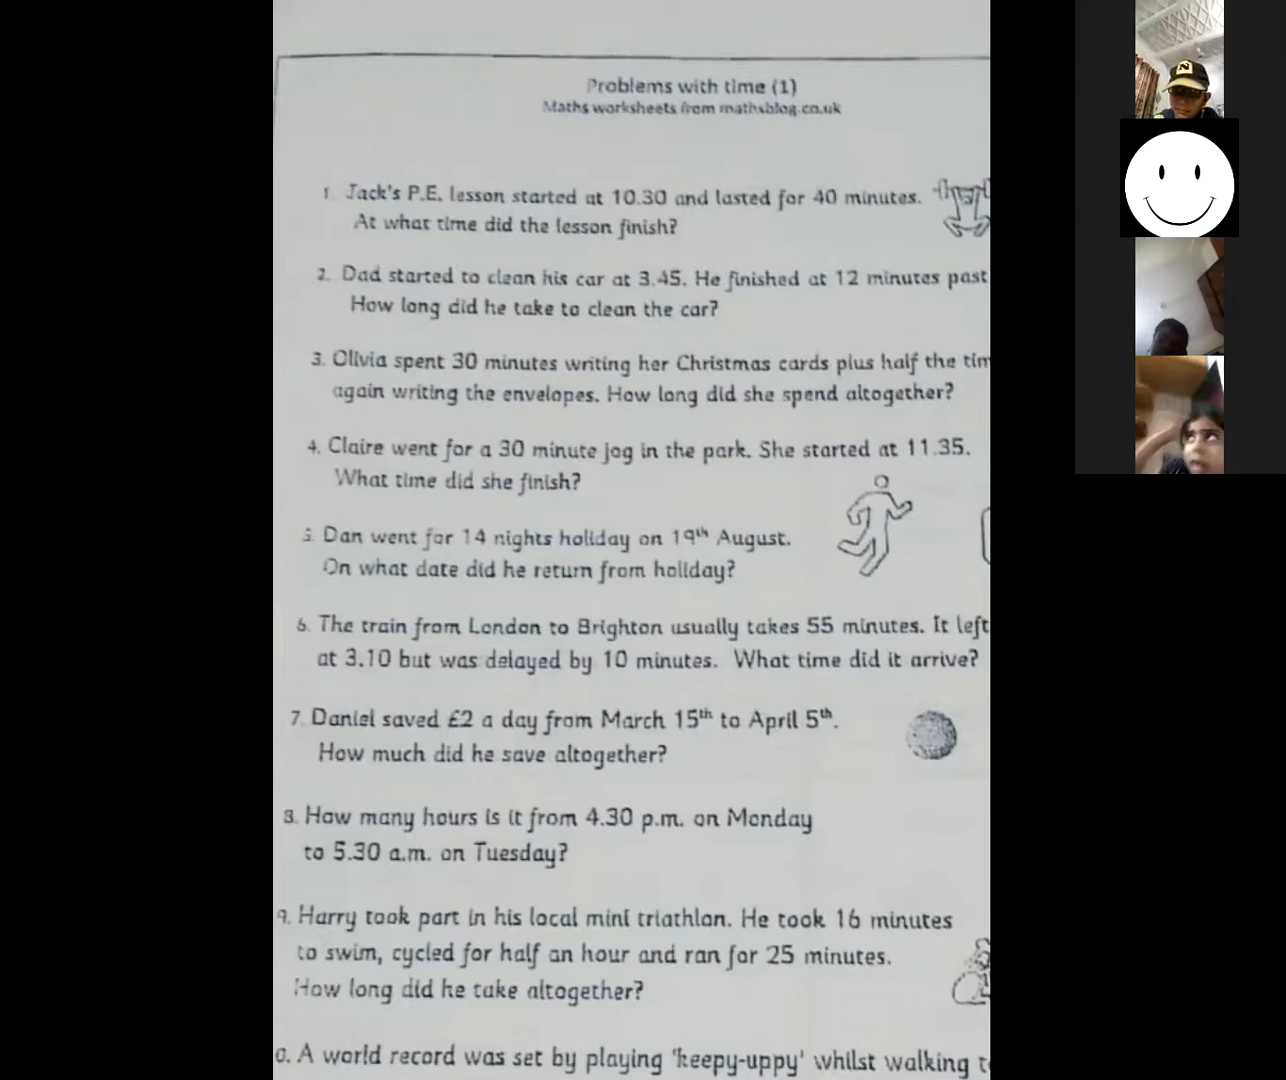 Problems with time (1)
Maths worksheets from mathsblog.co.uk
1. Jack's P.E. lesson started at 10.30 and lasted for 40 minutes.
At what time did the lesson finish?
2. Dad started to clean his car at 3.45. He finished at 12 minutes past
How long did he take to clean the car?
3. Olivia spent 30 minutes writing her Christmas cards plus half the tim
again writing the envelopes. How long did she spend altogether?
4. Claire went for a 30 minute jog in the park. She started at 11.35.
What time did she finish?
5. Dan went for 14 nights holiday on 19th August.
On what date did he return from holiday?
6. The train from London to Brighton usually takes 55 minutes. It left
at 3.10 but was delayed by 10 minutes. What time did it arrive?
7. Daniel saved £2 a day from March 15th to April 5th.
How much did he save altogether?
8. How many hours is it from 4.30 p.m. on Monday
to 5.30 a.m. on Tuesday?
9. Harry took part in his local mini triathlon. He took 16 minutes
to swim, cycled for half an hour and ran for 25 minutes.
How long did he take altogether?
0. A world record was set by playing 'keepy-uppy' whilst walking t
N